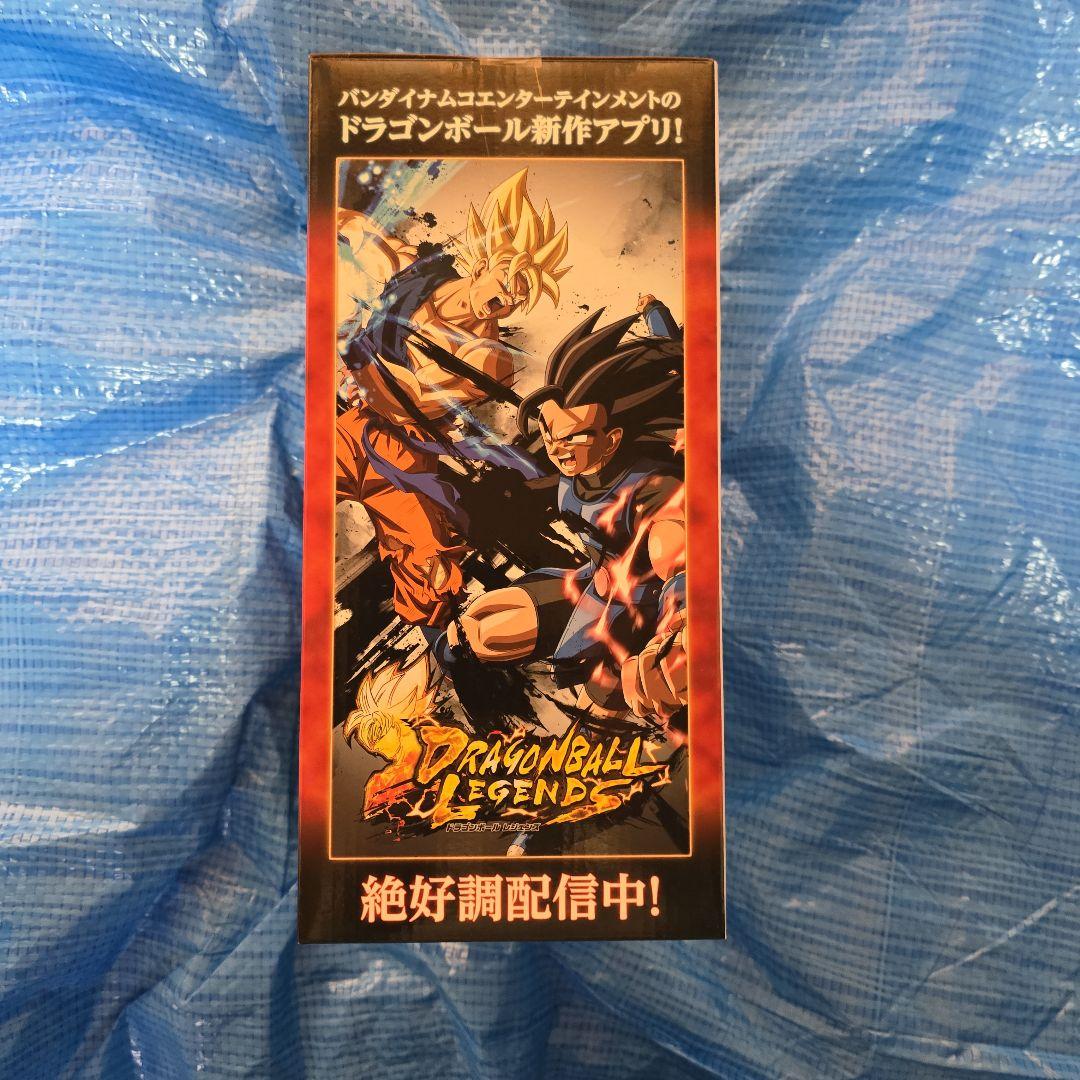 バンダイナムコエンターテインメントの
ドラゴンボール新作アプリ!
DRAGONBALL
LEGENDS
ドラゴンボール レジェンズ
絶好調配信中!